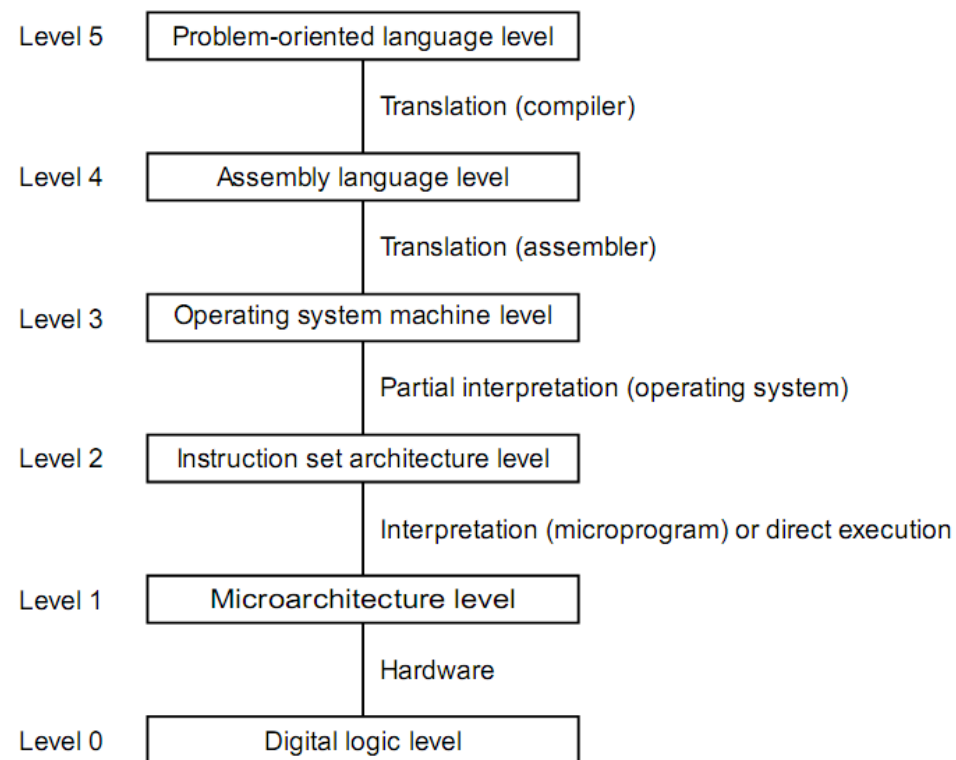 Level 5 Problem-oriented language level
Translation (compiler)
Level 4 Assembly language level
Translation (assembler)
Level 3 Operating system machine level
Partial interpretation (operating system)
Level 2 Instruction set architecture level
Interpretation (microprogram) or direct execution
Level 1 Microarchitecture level
Hardware
Level 0 Digital logic level